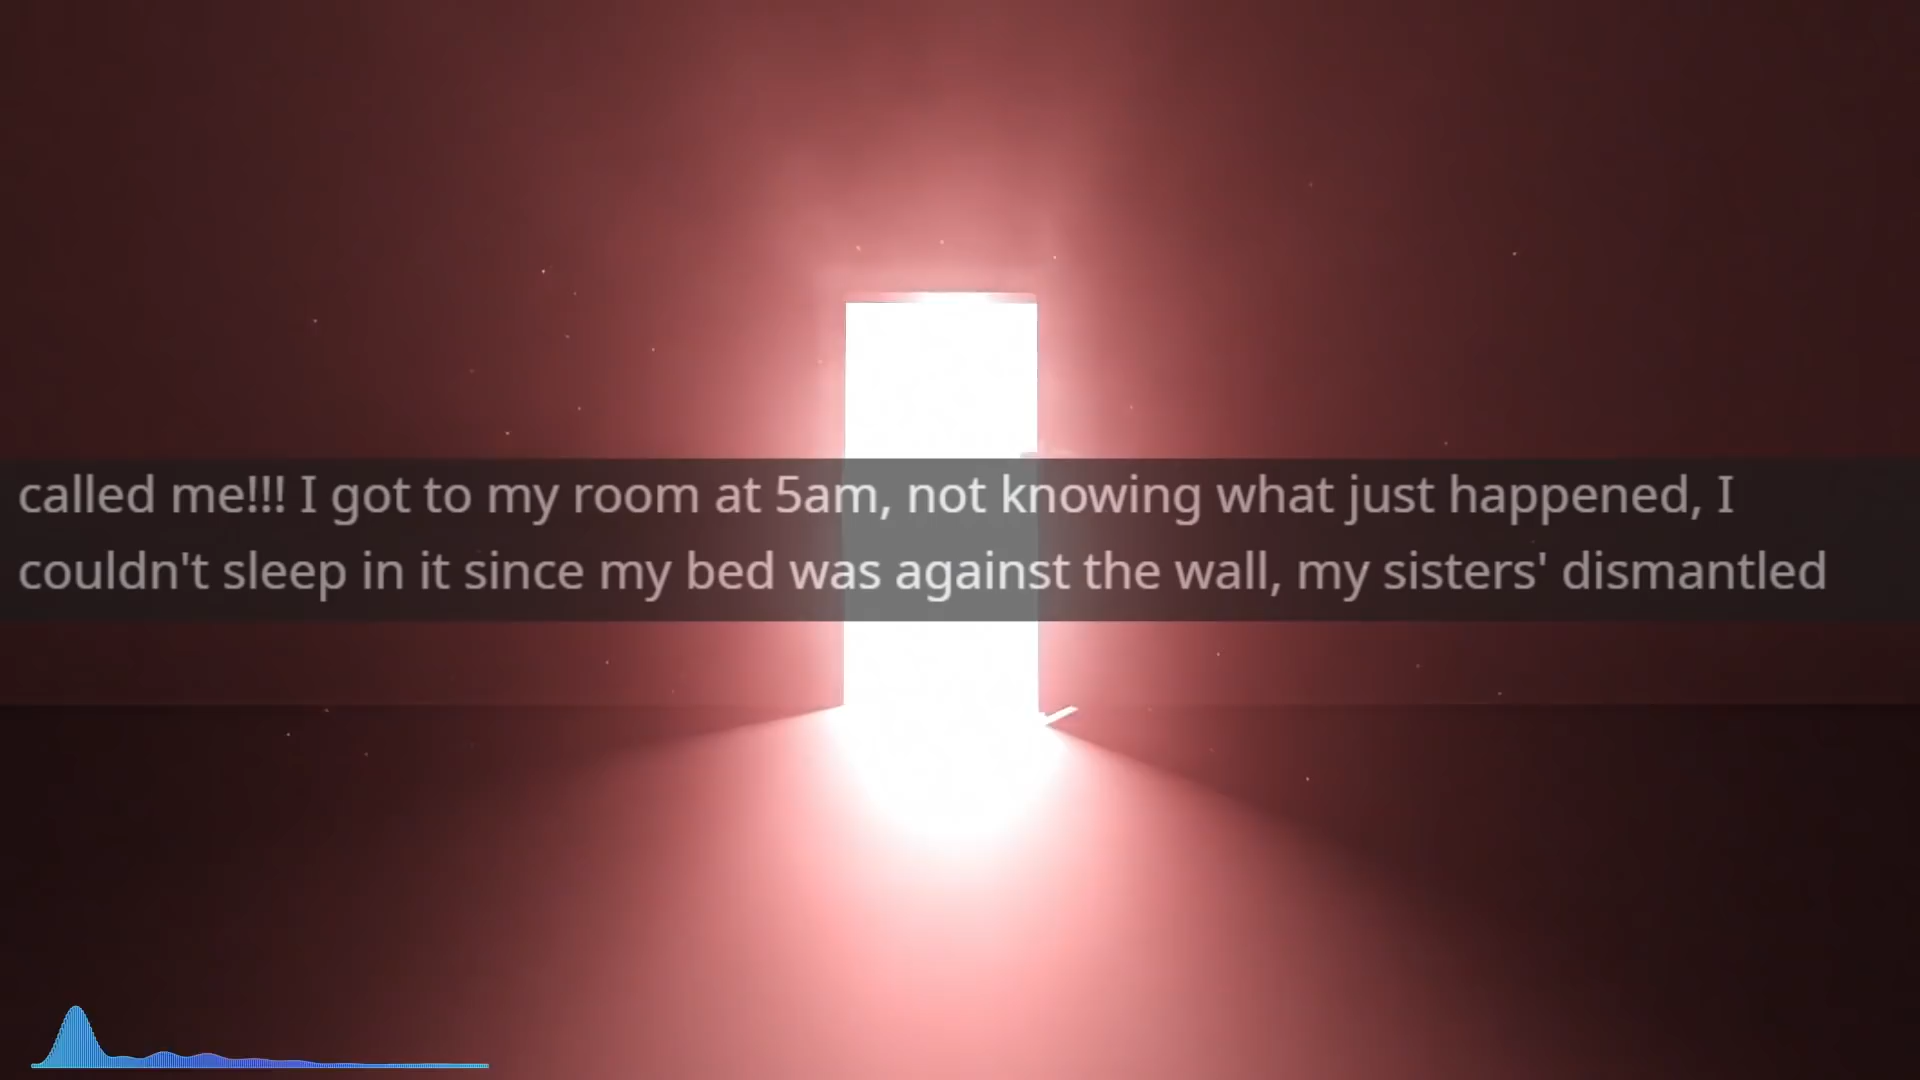 called me!!! I got to my room at 5am, not knowing what just happened, I
couldn't sleep in it since my bed was against the wall, my sisters' dismantled